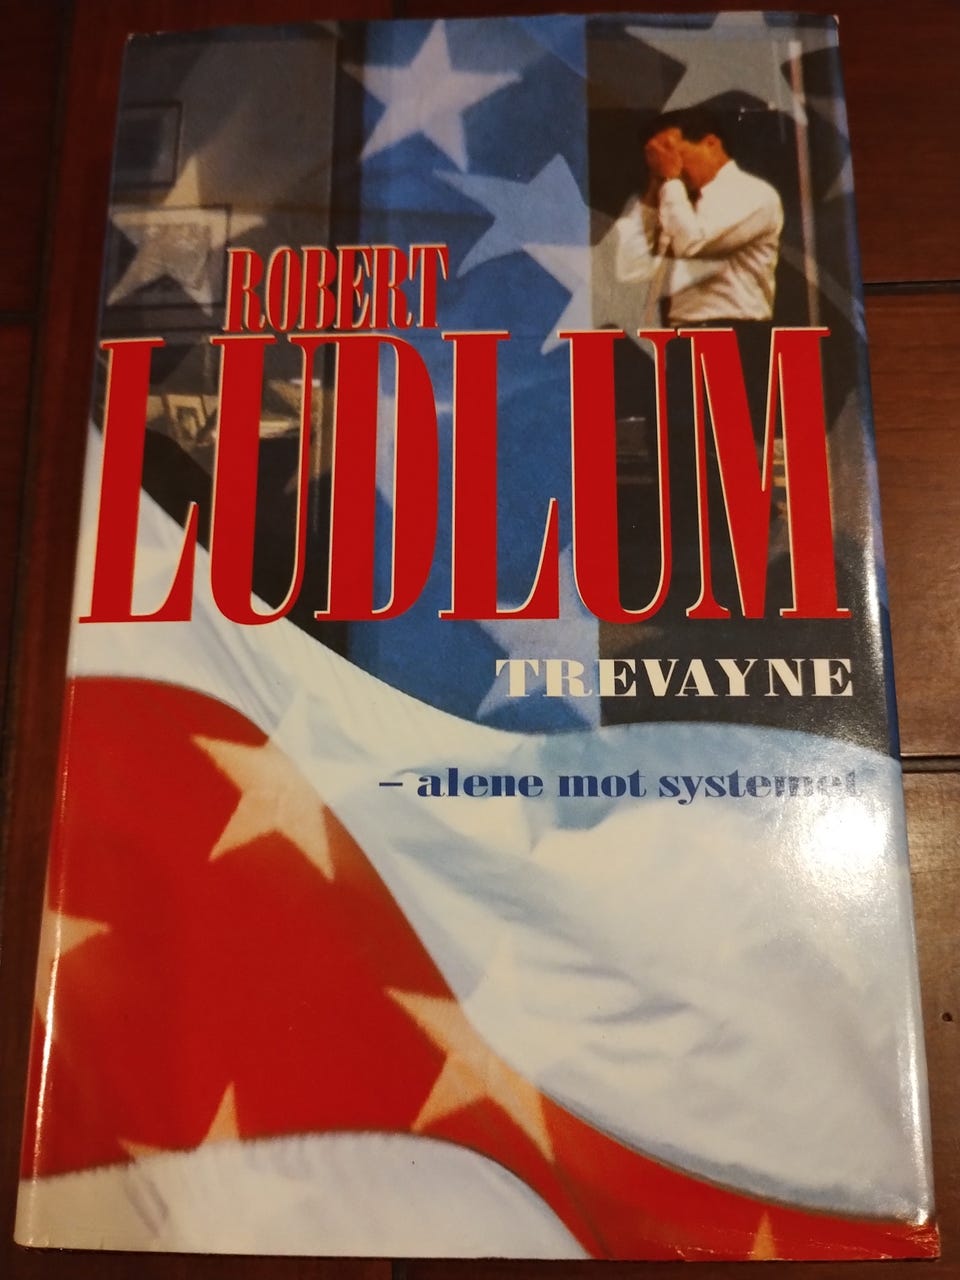 ROBERT
LUDLUM
TREVAYNE
– alene mot systemet